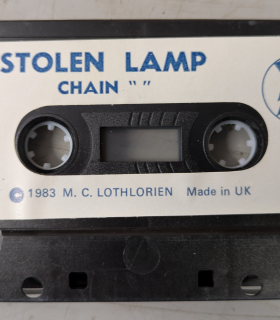 STOLEN LAMP
CHAIN " "
© 1983 M. C. LOTHLORIEN Made in UK